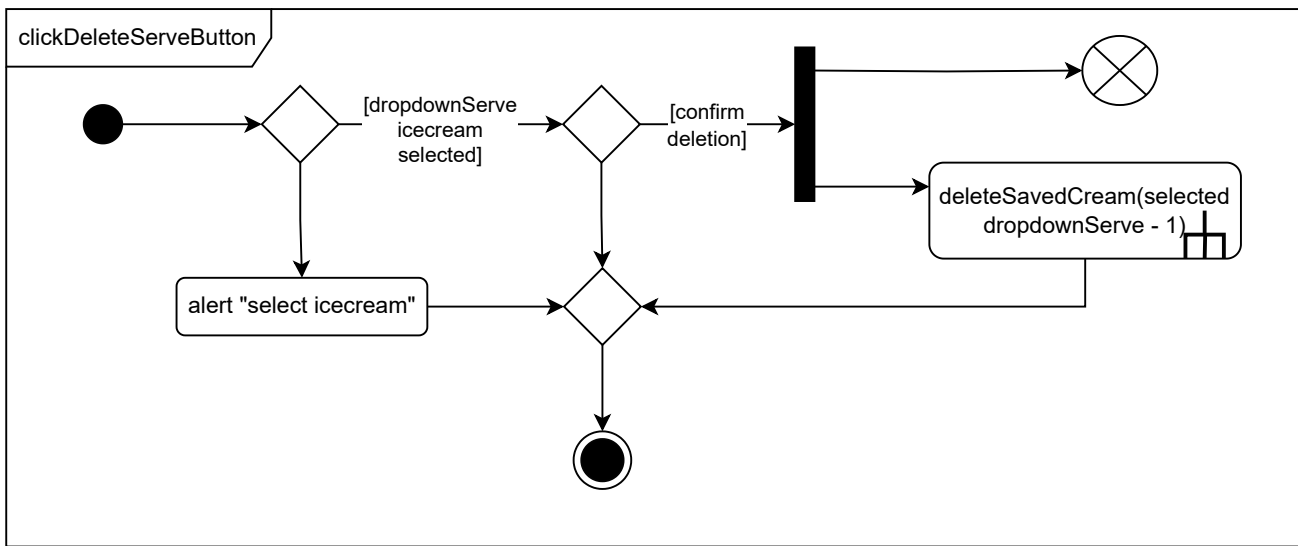 clickDeleteServeButton
[dropdownServe
icecream
selected]
[confirm
deletion]
deleteSavedCream(selected
dropdownServe - 1)
alert "select icecream"